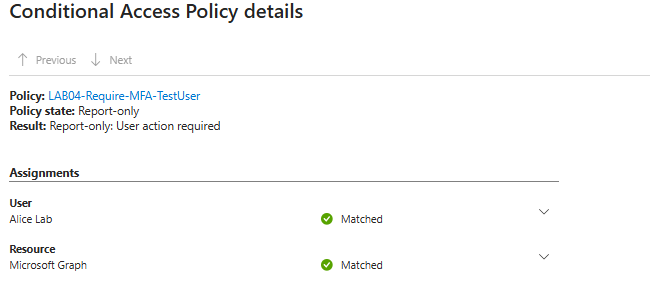 Conditional Access Policy details
Previous Next
Policy: LAB04-Require-MFA-TestUser
Policy state: Report-only
Result: Report-only: User action required
Assignments
User
Alice Lab Matched
Resource
Microsoft Graph Matched